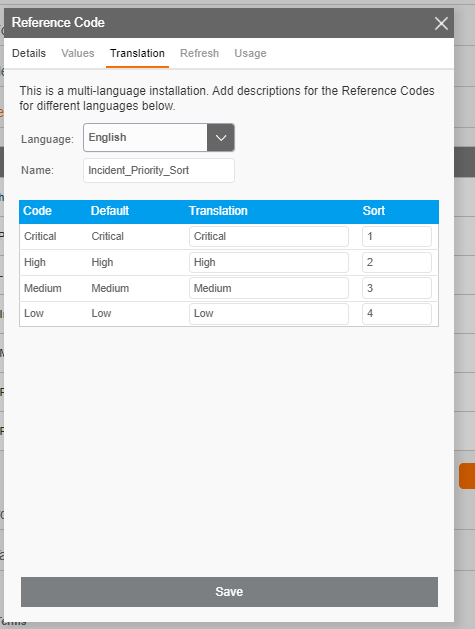 Reference Code
Details Values Translation Refresh Usage
This is a multi-language installation. Add descriptions for the Reference Codes
for different languages below.
Language: English
Name: Incident_Priority_Sort
Code Default Translation Sort
Critical Critical Critical 1
High High High 2
Medium Medium Medium 3
Low Low Low 4
Save